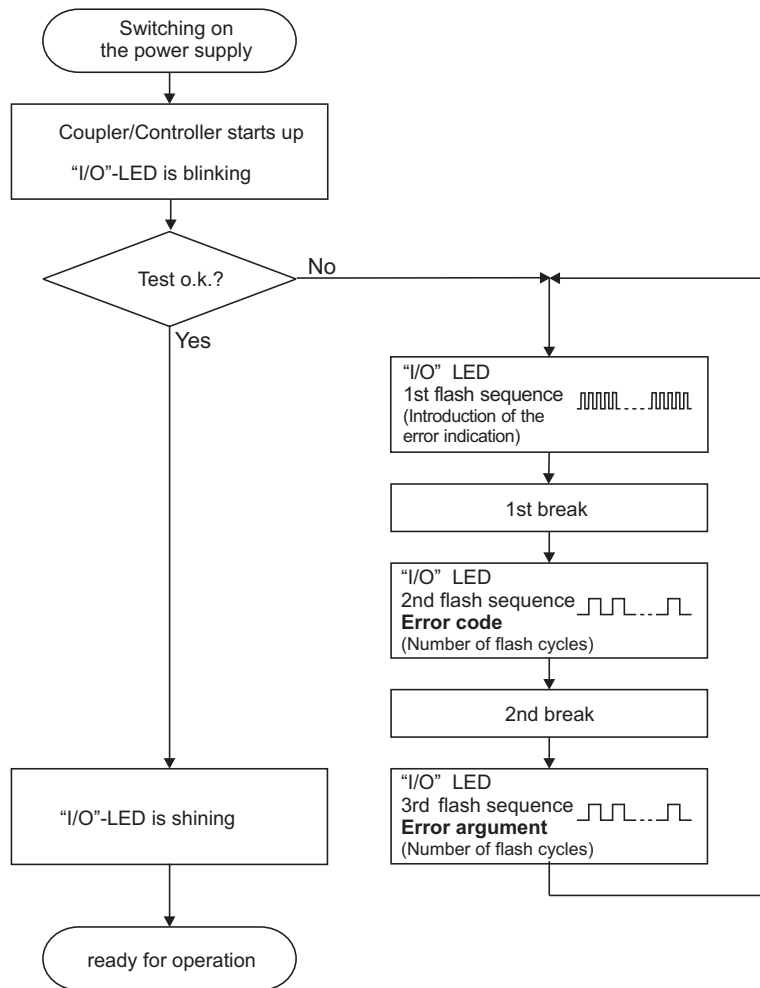 Switching on
the power supply
Coupler/Controller starts up
“I/O”-LED is blinking
Test o.k.?
No
Yes
“I/O” LED
1st flash sequence
(Introduction of the
error indication)
1st break
“I/O” LED
2nd flash sequence
Error code
(Number of flash cycles)
2nd break
“I/O” LED
3rd flash sequence
Error argument
(Number of flash cycles)
“I/O”-LED is shining
ready for operation